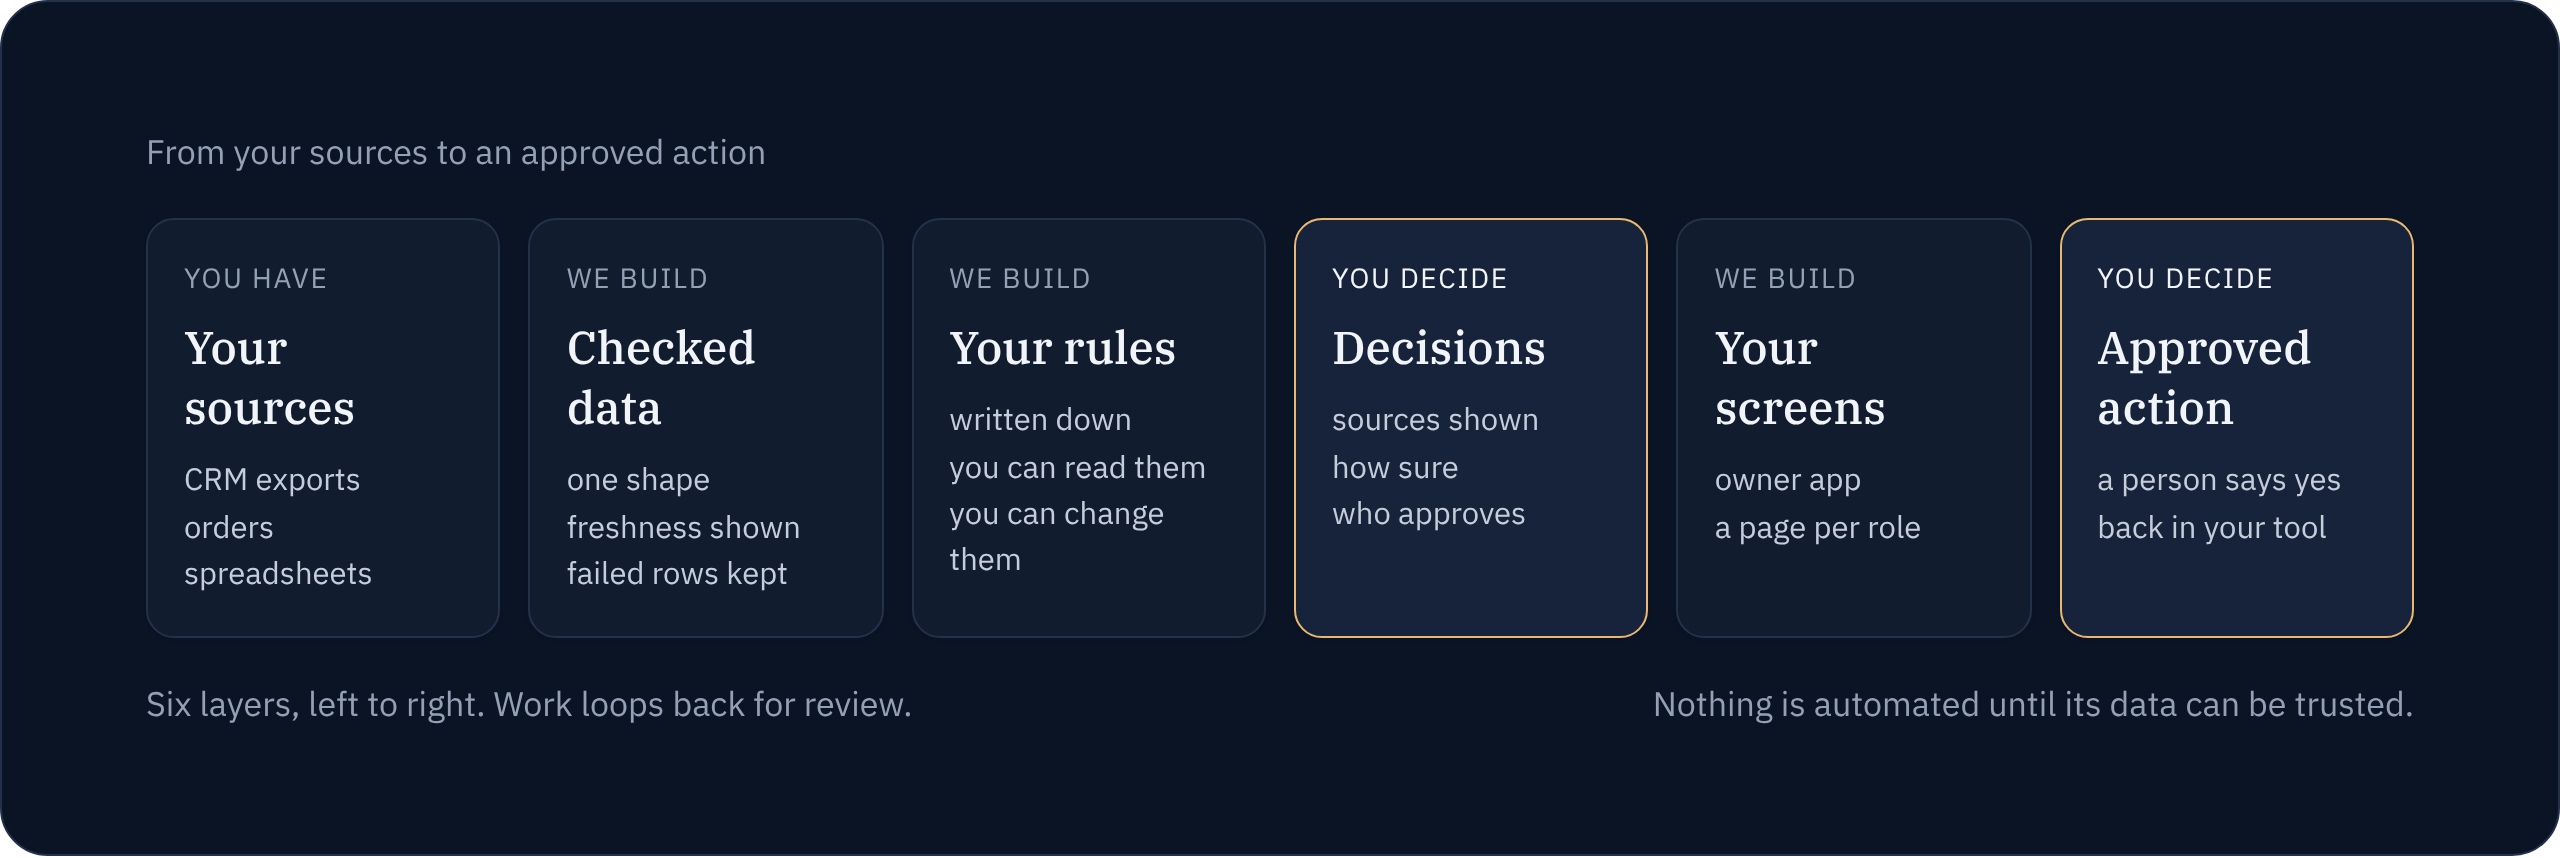 From your sources to an approved action
YOU HAVE
Your
sources
CRM exports
orders
spreadsheets
WE BUILD
Checked
data
one shape
freshness shown
failed rows kept
WE BUILD
Your rules
written down
you can read them
you can change
them
YOU DECIDE
Decisions
sources shown
how sure
who approves
WE BUILD
Your
screens
owner app
a page per role
YOU DECIDE
Approved
action
a person says yes
back in your tool
Six layers, left to right. Work loops back for review.
Nothing is automated until its data can be trusted.